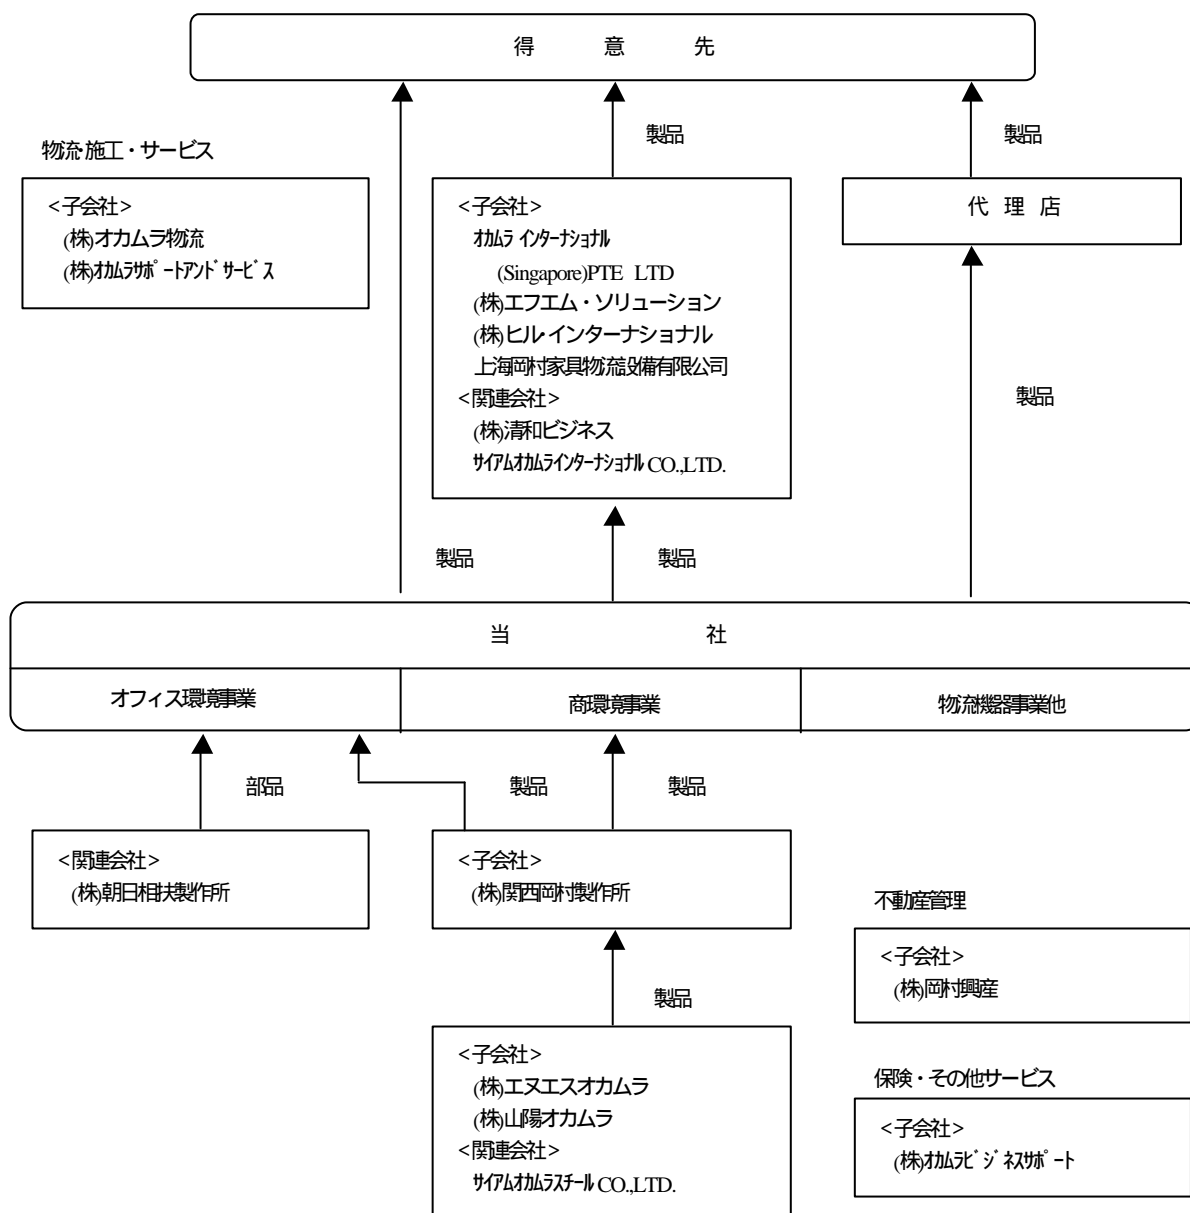 得 意 先
製品
製品
物流・施工・サービス
<子会社>
(株)オカムラ物流
(株)オカムラサポートアンドサービス
<子会社>
オカムラ インターナショナル
(Singapore)PTE LTD
(株)エフエム・ソリューション
(株)ヒル・インターナショナル
上海岡村家具物流設備有限公司
<関連会社>
(株)清和ビジネス
サイアムオカムラインターナショナル CO.,LTD.
代 理 店
製品
製品
製品
当 社
オフィス環境事業
商環境事業
物流機器事業他
部品
製品
製品
<関連会社>
(株)朝日相扶製作所
<子会社>
(株)関西岡村製作所
不動産管理
<子会社>
(株)岡村興産
製品
<子会社>
(株)エヌエスオカムラ
(株)山陽オカムラ
<関連会社>
サイアムオカムラスチール CO.,LTD.
保険・その他サービス
<子会社>
(株)オカムラビジネスサポート